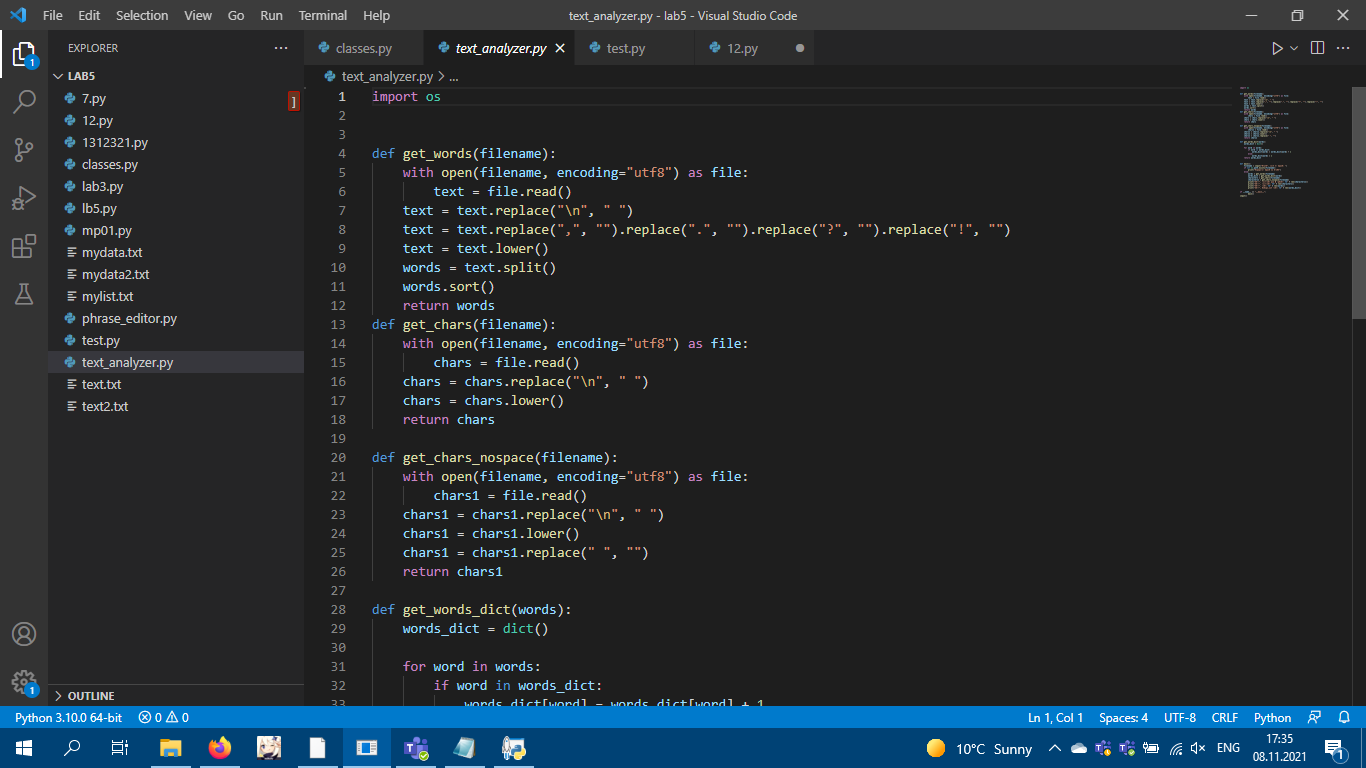 File Edit Selection View Go Run Terminal Help text_analyzer.py - lab5 - Visual Studio Code
EXPLORER
LAB5
7.py
12.py
1312321.py
classes.py
lab3.py
lb5.py
mp01.py
mydata.txt
mydata2.txt
mylist.txt
phrase_editor.py
test.py
text_analyzer.py
text.txt
text2.txt
OUTLINE
]
classes.py text_analyzer.py test.py 12.py
text_analyzer.py > ...
1 import os
2
3
4 def get_words(filename):
5 with open(filename, encoding="utf8") as file:
6 text = file.read()
7 text = text.replace("\n", " ")
8 text = text.replace(",", "").replace(".", "").replace("?", "").replace("!", "")
9 text = text.lower()
10 words = text.split()
11 words.sort()
12 return words
13 def get_chars(filename):
14 with open(filename, encoding="utf8") as file:
15 chars = file.read()
16 chars = chars.replace("\n", " ")
17 chars = chars.lower()
18 return chars
19
20 def get_chars_nospace(filename):
21 with open(filename, encoding="utf8") as file:
22 chars1 = file.read()
23 chars1 = chars1.replace("\n", " ")
24 chars1 = chars1.lower()
25 chars1 = chars1.replace(" ", "")
26 return chars1
27
28 def get_words_dict(words):
29 words_dict = dict()
30
31 for word in words:
32 if word in words_dict:
33 words_dict[word] = words_dict[word] + 1
Python 3.10.0 64-bit 0 0 Ln 1, Col 1 Spaces: 4 UTF-8 CRLF Python
10°C Sunny ENG 17:35
08.11.2021
1
1
1